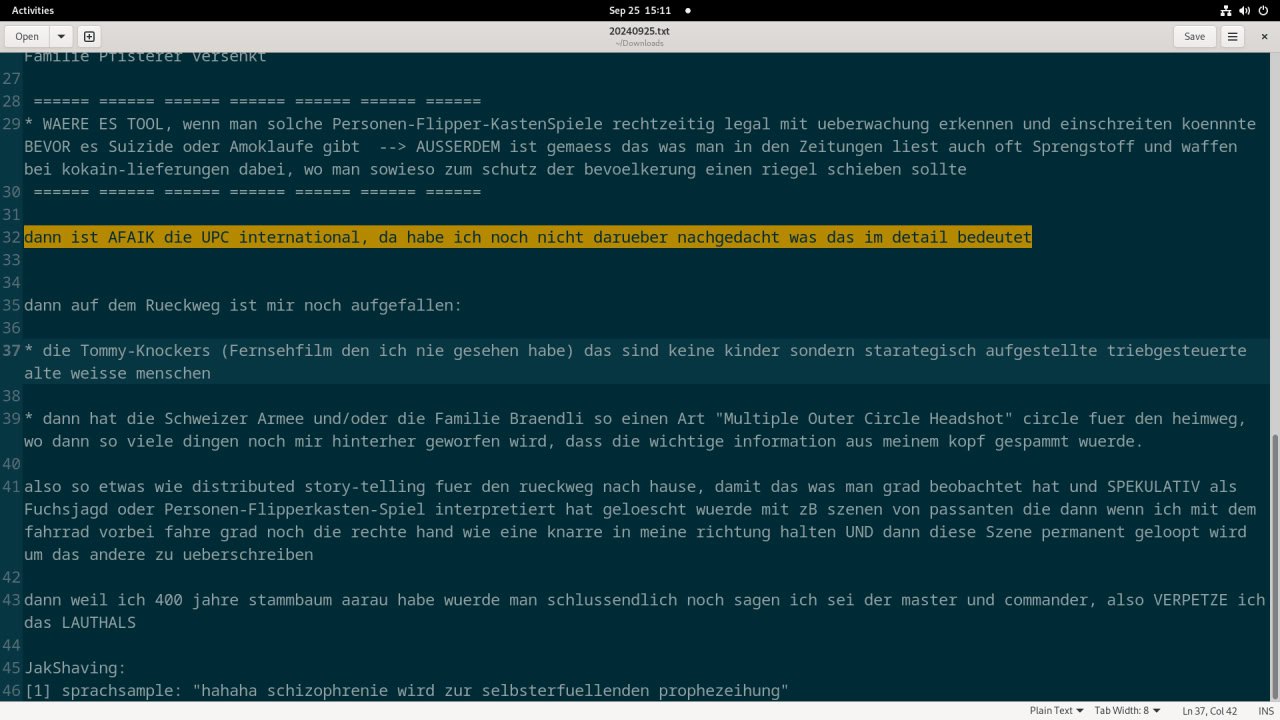 Activities
Sep 25 15:11
Open
20240925.txt
~/Downloads
Save
Familie Pfisterer versenkt
27
28 ====== ====== ====== ====== ====== ====== ======
29 * WAERE ES TOOL, wenn man solche Personen-Flipper-KastenSpiele rechtzeitig legal mit ueberwachung erkennen und einschreiten koennnte
BEVOR es Suizide oder Amoklaufe gibt --> AUSSERDEM ist gemaess das was man in den Zeitungen liest auch oft Sprengstoff und waffen
bei kokain-lieferungen dabei, wo man sowieso zum schutz der bevoelkerung einen riegel schieben sollte
30 ====== ====== ====== ====== ====== ====== ======
31
32 dann ist AFAIK die UPC international, da habe ich noch nicht darueber nachgedacht was das im detail bedeutet
33
34
35 dann auf dem Rueckweg ist mir noch aufgefallen:
36
37 * die Tommy-Knockers (Fernsehfilm den ich nie gesehen habe) das sind keine kinder sondern starategisch aufgestellte triebgesteuerte
alte weisse menschen
38
39 * dann hat die Schweizer Armee und/oder die Familie Braendli so einen Art "Multiple Outer Circle Headshot" circle fuer den heimweg,
wo dann so viele dingen noch mir hinterher geworfen wird, dass die wichtige information aus meinem kopf gespammt wuerde.
40
41 also so etwas wie distributed story-telling fuer den rueckweg nach hause, damit das was man grad beobachtet hat und SPEKULATIV als
Fuchsjagd oder Personen-Flipperkasten-Spiel interpretiert hat geloescht wuerde mit zB szenen von passanten die dann wenn ich mit dem
fahrrad vorbei fahre grad noch die rechte hand wie eine knarre in meine richtung halten UND dann diese Szene permanent geloopt wird
um das andere zu ueberschreiben
42
43 dann weil ich 400 jahre stammbaum aarau habe wuerde man schlussendlich noch sagen ich sei der master und commander, also VERPETZE ich
das LAUTHALS
44
45 JakShaving:
46 [1] sprachsample: "hahaha schizophrenie wird zur selbsterfuellenden prophezeihung"
Plain Text
Tab Width: 8
Ln 37, Col 42
INS